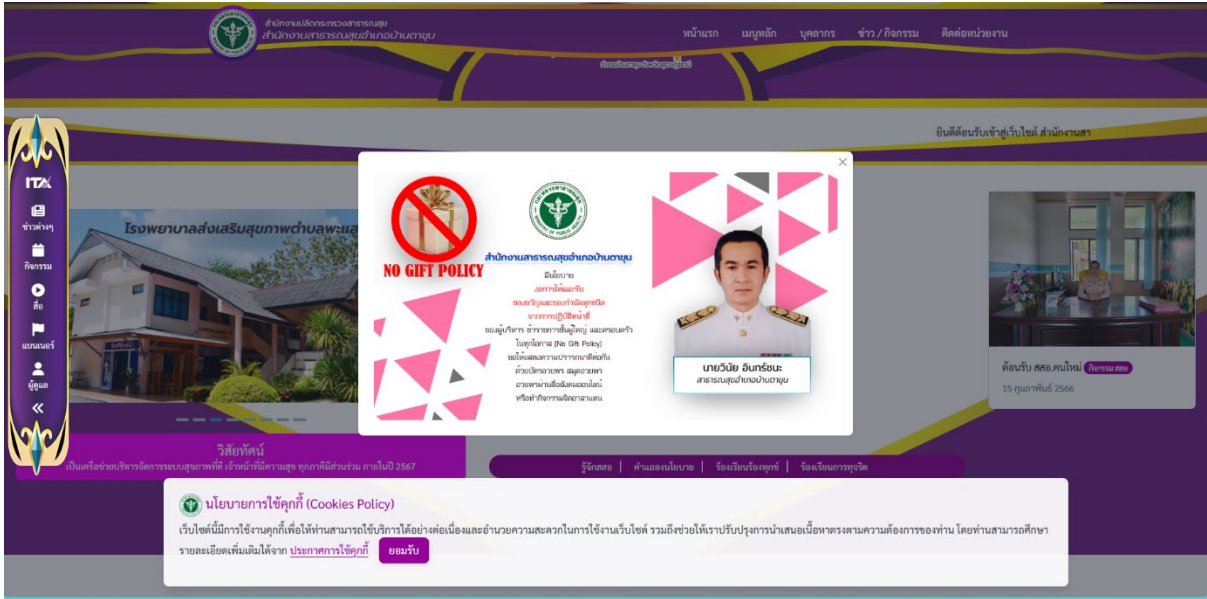 สำนักงานปลัดกระทรวงสาธารณสุข
สำนักงานสาธารณสุขอำเภอบ้านตาขุน
หน้าแรก เมนูหลัก บุคลากร ข่าว / กิจกรรม ติดต่อหน่วยงาน
อำเภอบ้านตาขุน จังหวัดสุราษฎร์ธานี
ยินดีต้อนรับเข้าสู่เว็บไซต์ สำนักงานสา
ITA
ข่าวต่างๆ
กิจกรรม
สื่อ
แบนเนอร์
ผู้ดูแล
โรงพยาบาลส่งเสริมสุขภาพตำบลพะแส
×
NO GIFT POLICY
สำนักงานสาธารณสุขอำเภอบ้านตาขุน
มีนโยบาย
งดการให้และรับ
ของขวัญและของกำนัลทุกชนิด
จากการปฏิบัติหน้าที่
ของผู้บริหาร ข้าราชการชั้นผู้ใหญ่ และครอบครัว
ในทุกโอกาส (No Gift Policy)
ขอให้แสดงความปรารถนาดีต่อกัน
ด้วยบัตรอวยพร สมุดอวยพร
อวยพรผ่านสื่อสังคมออนไลน์
หรือทำกิจกรรมจิตอาสาแทน
นายวินัย อินทร์ชนะ
สาธารณสุขอำเภอบ้านตาขุน
ต้อนรับ สสอ.คนใหม่ กิจกรรม สสอ
15 กุมภาพันธ์ 2566
วิสัยทัศน์
เป็นเครือข่ายบริหารจัดการระบบสุขภาพที่ดี เจ้าหน้าที่มีความสุข ทุกภาคีมีส่วนร่วม ภายในปี 2567
รู้จักสสอ | คำแถลงนโยบาย | ร้องเรียนร้องทุกข์ | ร้องเรียนการทุจริต
นโยบายการใช้คุกกี้ (Cookies Policy)
เว็บไซต์นี้มีการใช้งานคุกกี้เพื่อให้ท่านสามารถใช้บริการได้อย่างต่อเนื่องและอำนวยความสะดวกในการใช้งานเว็บไซต์ รวมถึงช่วยให้เราปรับปรุงการนำเสนอเนื้อหาตรงตามความต้องการของท่าน โดยท่านสามารถศึกษา
รายละเอียดเพิ่มเติมได้จาก ประกาศการใช้คุกกี้ ยอมรับ